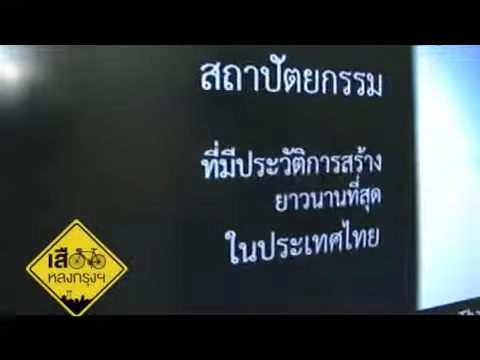 สถาปัตยกรรม
ที่มีประวัติการสร้าง
ยาวนานที่สุด
ในประเทศไทย
เสือ
หลงกรุงฯ